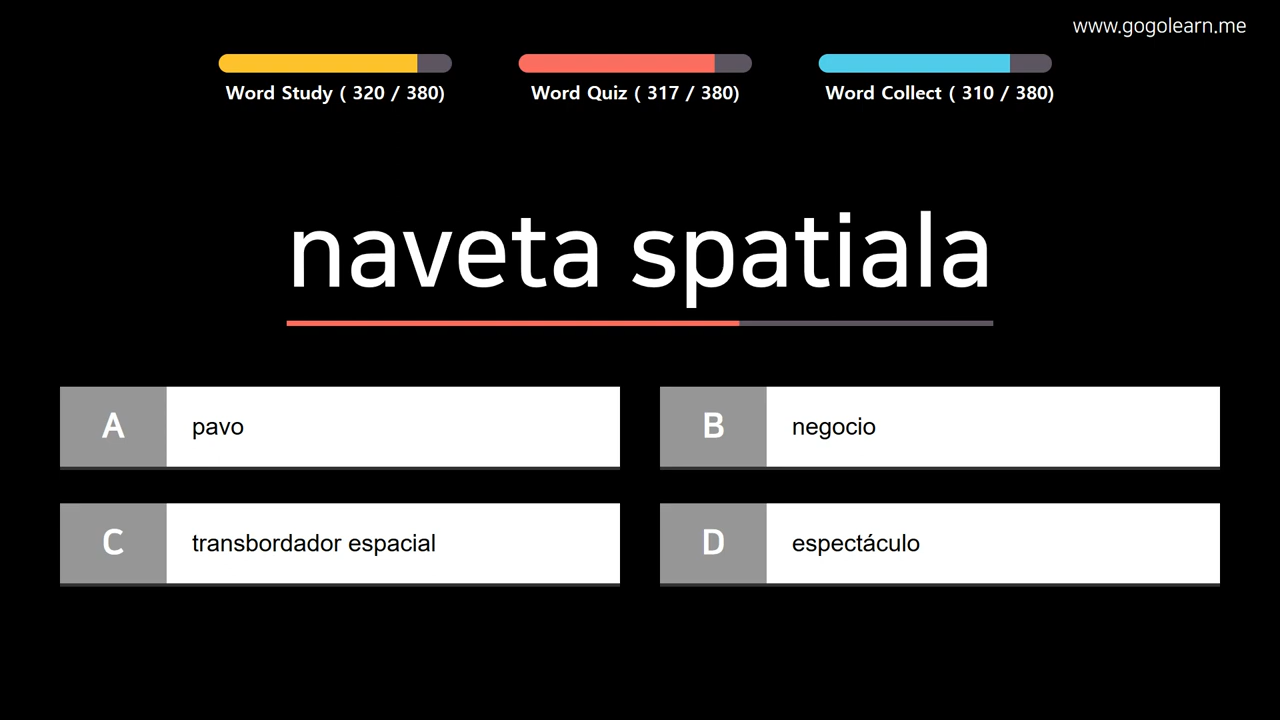 www.gogolearn.me
Word Study ( 320 / 380)
Word Quiz ( 317 / 380)
Word Collect ( 310 / 380)
naveta spatiala
A pavo
B negocio
C transbordador espacial
D espectáculo